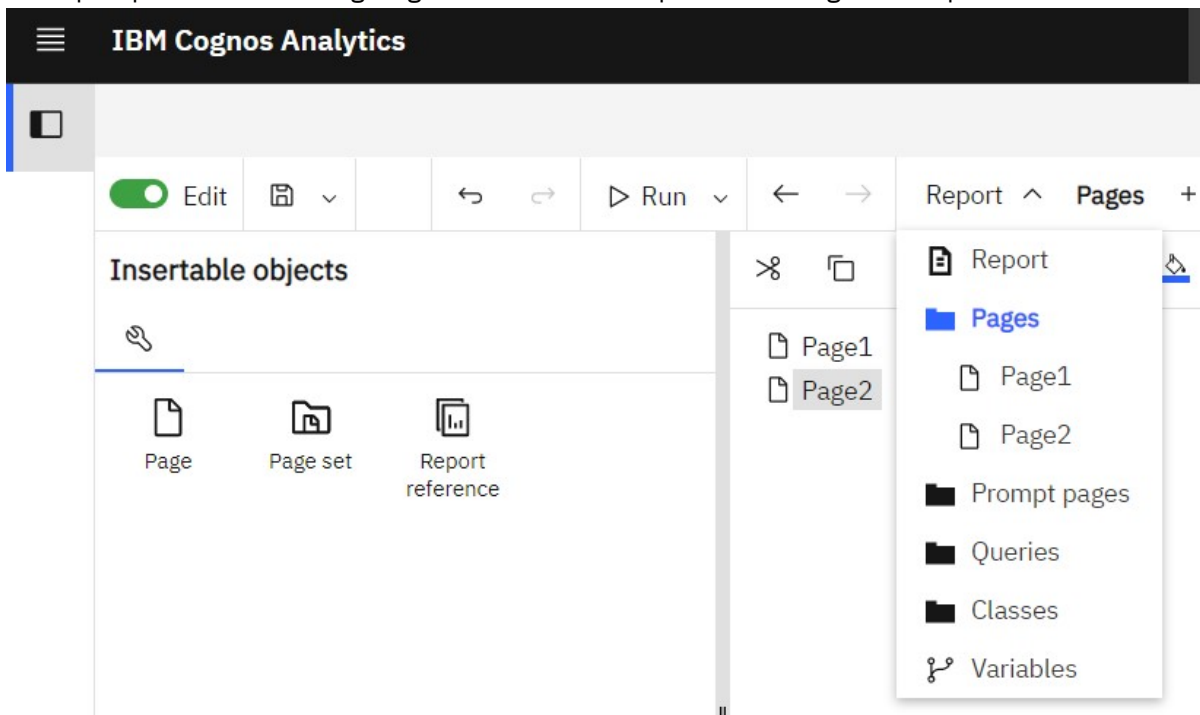 IBM Cognos Analytics
Edit
Run
Report
Pages
+
Insertable objects
Page
Page set
Report
reference
Page1
Page2
Report
Pages
Page1
Page2
Prompt pages
Queries
Classes
Variables